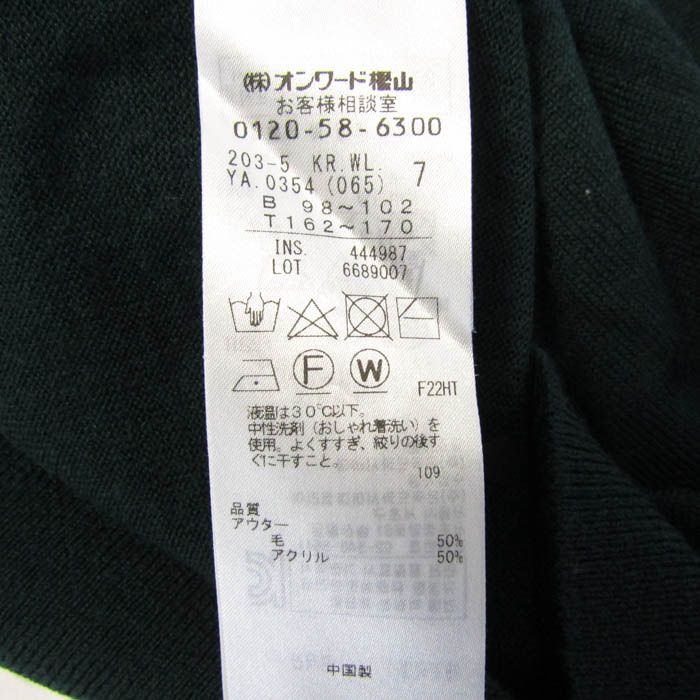 (株)オンワード樫山
お客様相談室
0120-58-6300
203-5 KR.WL. 7
YA.0354 (065)
B 98～102
T162～170
INS. 444987
LOT 6689007
F W F22HT
液温は30℃以下。
中性洗剤(おしゃれ着洗い)を
使用。よくすすぎ、絞りの後す
ぐに干すこと。
109
品質
アウター
毛 50%
アクリル 50%
中国製